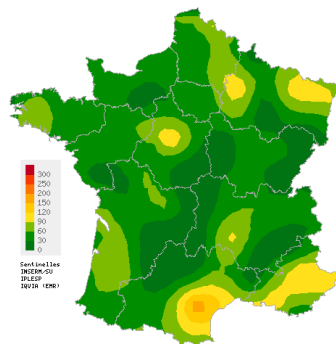 300
250
200
150
120
90
60
30
0
Sentinelles
INSERM/SU
IPLESP
IQVIA (EMR)